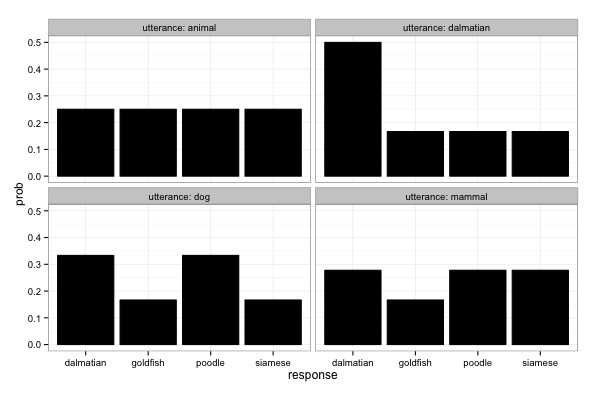 utterance: animal
utterance: dalmatian
0.5
0.4
0.3
0.2
0.1
0.0
utterance: dog
utterance: mammal
0.5
0.4
0.3
0.2
0.1
0.0
prob
dalmatian goldfish poodle siamese
dalmatian goldfish poodle siamese
response